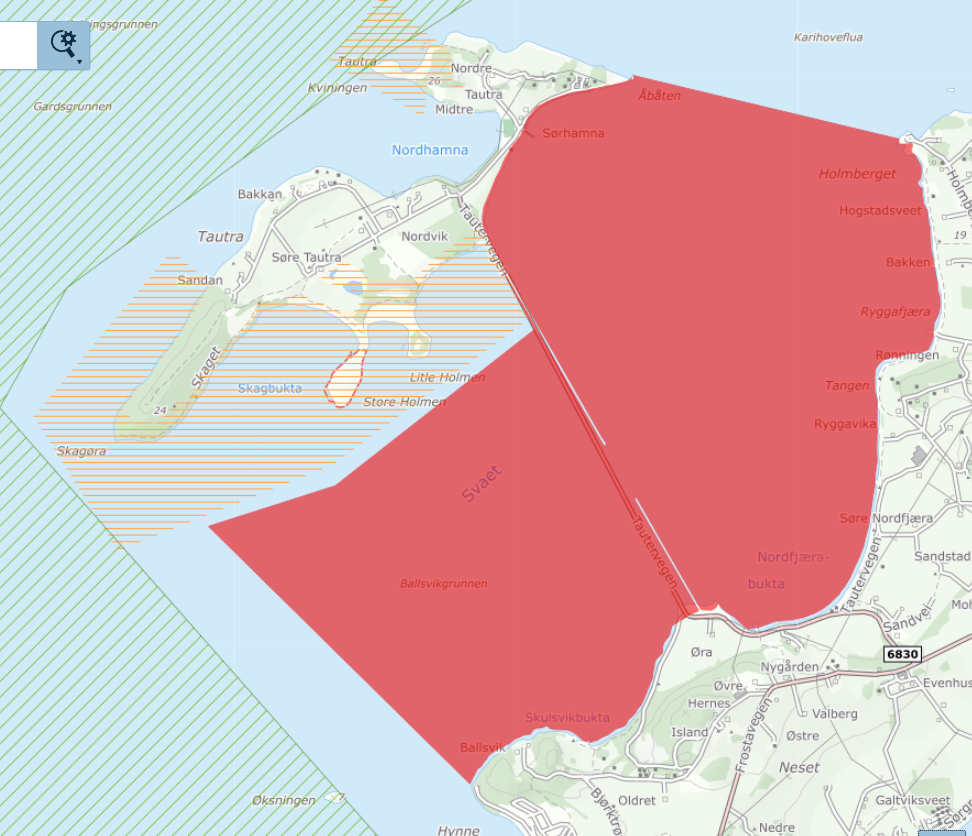 Karihoveflua
Tautra
Nordre
26
Kviningen
Tautra
Åbåten
Gardsgrunnen
Midtre
Sørhamna
Nordhamna
Holmberget
Bakkan
Tautervegen
Hogstadsveet
Tautra
Nordvik
19
Søre Tautra
Bakken
Sandan
Ryggafjæra
Rønningen
Skaget
Litle Holmen
Tangen
Skagbukta
Store Holmen
24
Ryggavika
Skagøra
Svaet
Søre Nordfjæra
Tautervegen
Nordfjæra-
bukta
Sandstad
Ballsvikgrunnen
Tautervegen
Sandvei
Øra
6830
Nygården
Øvre
Evenhus
Hernes
Valberg
Skulsvikbukta
Island
Frostavegen
Østre
Ballsvik
Neset
Øksningen
Oldret
Galtviksveet
Nedre
Hynne